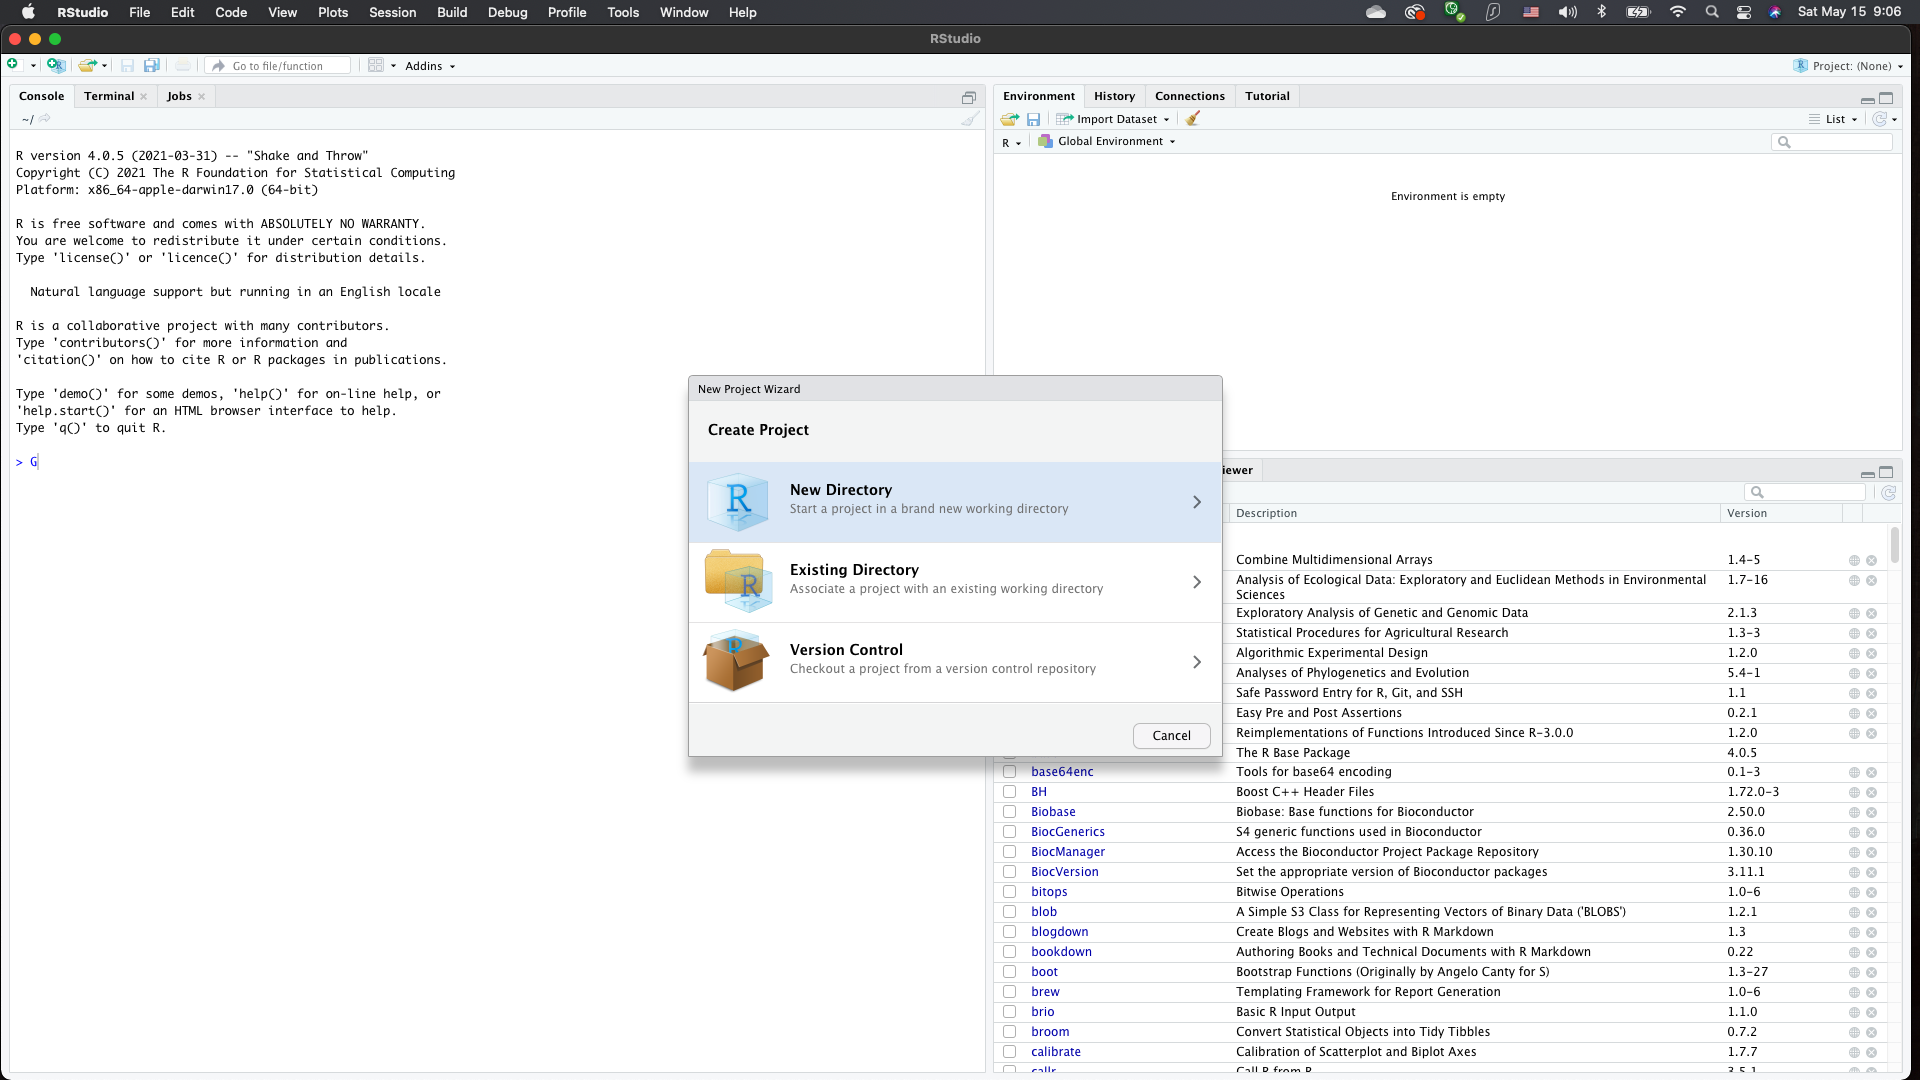 RStudio File Edit Code View Plots Session Build Debug Profile Tools Window Help Sat May 15 9:06
RStudio
Go to file/function Addins Project: (None)
Console Terminal Jobs
~/
R version 4.0.5 (2021-03-31) -- "Shake and Throw"
Copyright (C) 2021 The R Foundation for Statistical Computing
Platform: x86_64-apple-darwin17.0 (64-bit)
R is free software and comes with ABSOLUTELY NO WARRANTY.
You are welcome to redistribute it under certain conditions.
Type 'license()' or 'licence()' for distribution details.
Natural language support but running in an English locale
R is a collaborative project with many contributors.
Type 'contributors()' for more information and
'citation()' on how to cite R or R packages in publications.
Type 'demo()' for some demos, 'help()' for on-line help, or
'help.start()' for an HTML browser interface to help.
Type 'q()' to quit R.
> G
Environment History Connections Tutorial
Import Dataset List
R Global Environment
Environment is empty
New Project Wizard
Create Project
R New Directory
Start a project in a brand new working directory
R Existing Directory
Associate a project with an existing working directory
Version Control
Checkout a project from a version control repository
Cancel
iewer
Description Version
Combine Multidimensional Arrays 1.4-5
Analysis of Ecological Data: Exploratory and Euclidean Methods in Environmental 1.7-16
Sciences
Exploratory Analysis of Genetic and Genomic Data 2.1.3
Statistical Procedures for Agricultural Research 1.3-3
Algorithmic Experimental Design 1.2.0
Analyses of Phylogenetics and Evolution 5.4-1
Safe Password Entry for R, Git, and SSH 1.1
Easy Pre and Post Assertions 0.2.1
Reimplementations of Functions Introduced Since R-3.0.0 1.2.0
The R Base Package 4.0.5
base64enc Tools for base64 encoding 0.1-3
BH Boost C++ Header Files 1.72.0-3
Biobase Biobase: Base functions for Bioconductor 2.50.0
BiocGenerics S4 generic functions used in Bioconductor 0.36.0
BiocManager Access the Bioconductor Project Package Repository 1.30.10
BiocVersion Set the appropriate version of Bioconductor packages 3.11.1
bitops Bitwise Operations 1.0-6
blob A Simple S3 Class for Representing Vectors of Binary Data ('BLOBS') 1.2.1
blogdown Create Blogs and Websites with R Markdown 1.3
bookdown Authoring Books and Technical Documents with R Markdown 0.22
boot Bootstrap Functions (Originally by Angelo Canty for S) 1.3-27
brew Templating Framework for Report Generation 1.0-6
brio Basic R Input Output 1.1.0
broom Convert Statistical Objects into Tidy Tibbles 0.7.2
calibrate Calibration of Scatterplot and Biplot Axes 1.7.7
callr Call R from R 3.5.1